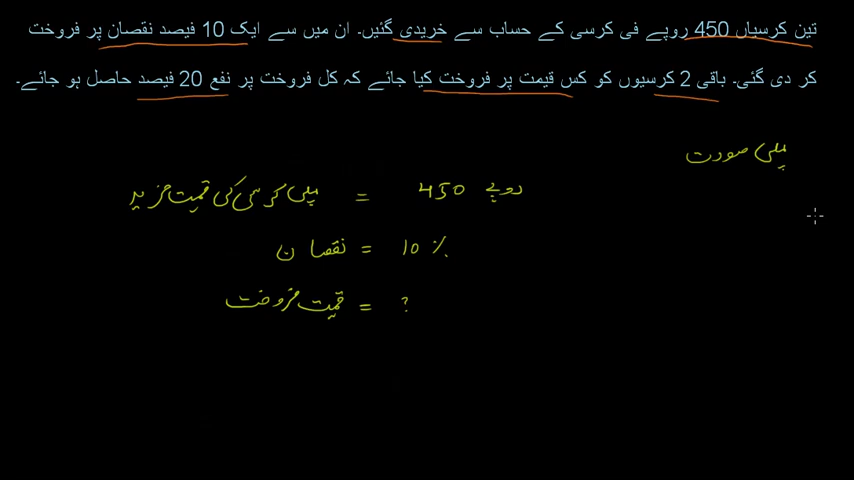 تین کرسیاں 450 روپے فی کرسی کے حساب سے خریدی گئیں۔ ان میں سے ایک 10 فیصد نقصان پر فروخت
کر دی گئی۔ باقی 2 کرسیوں کو کس قیمت پر فروخت کیا جائے کہ کل فروخت پر نفع 20 فیصد حاصل ہو جائے۔
پہلی صورت
پہلی کرسی کی قیمت خرید = 450 روپے
نقصان = 10 %
قیمت فروخت = ?